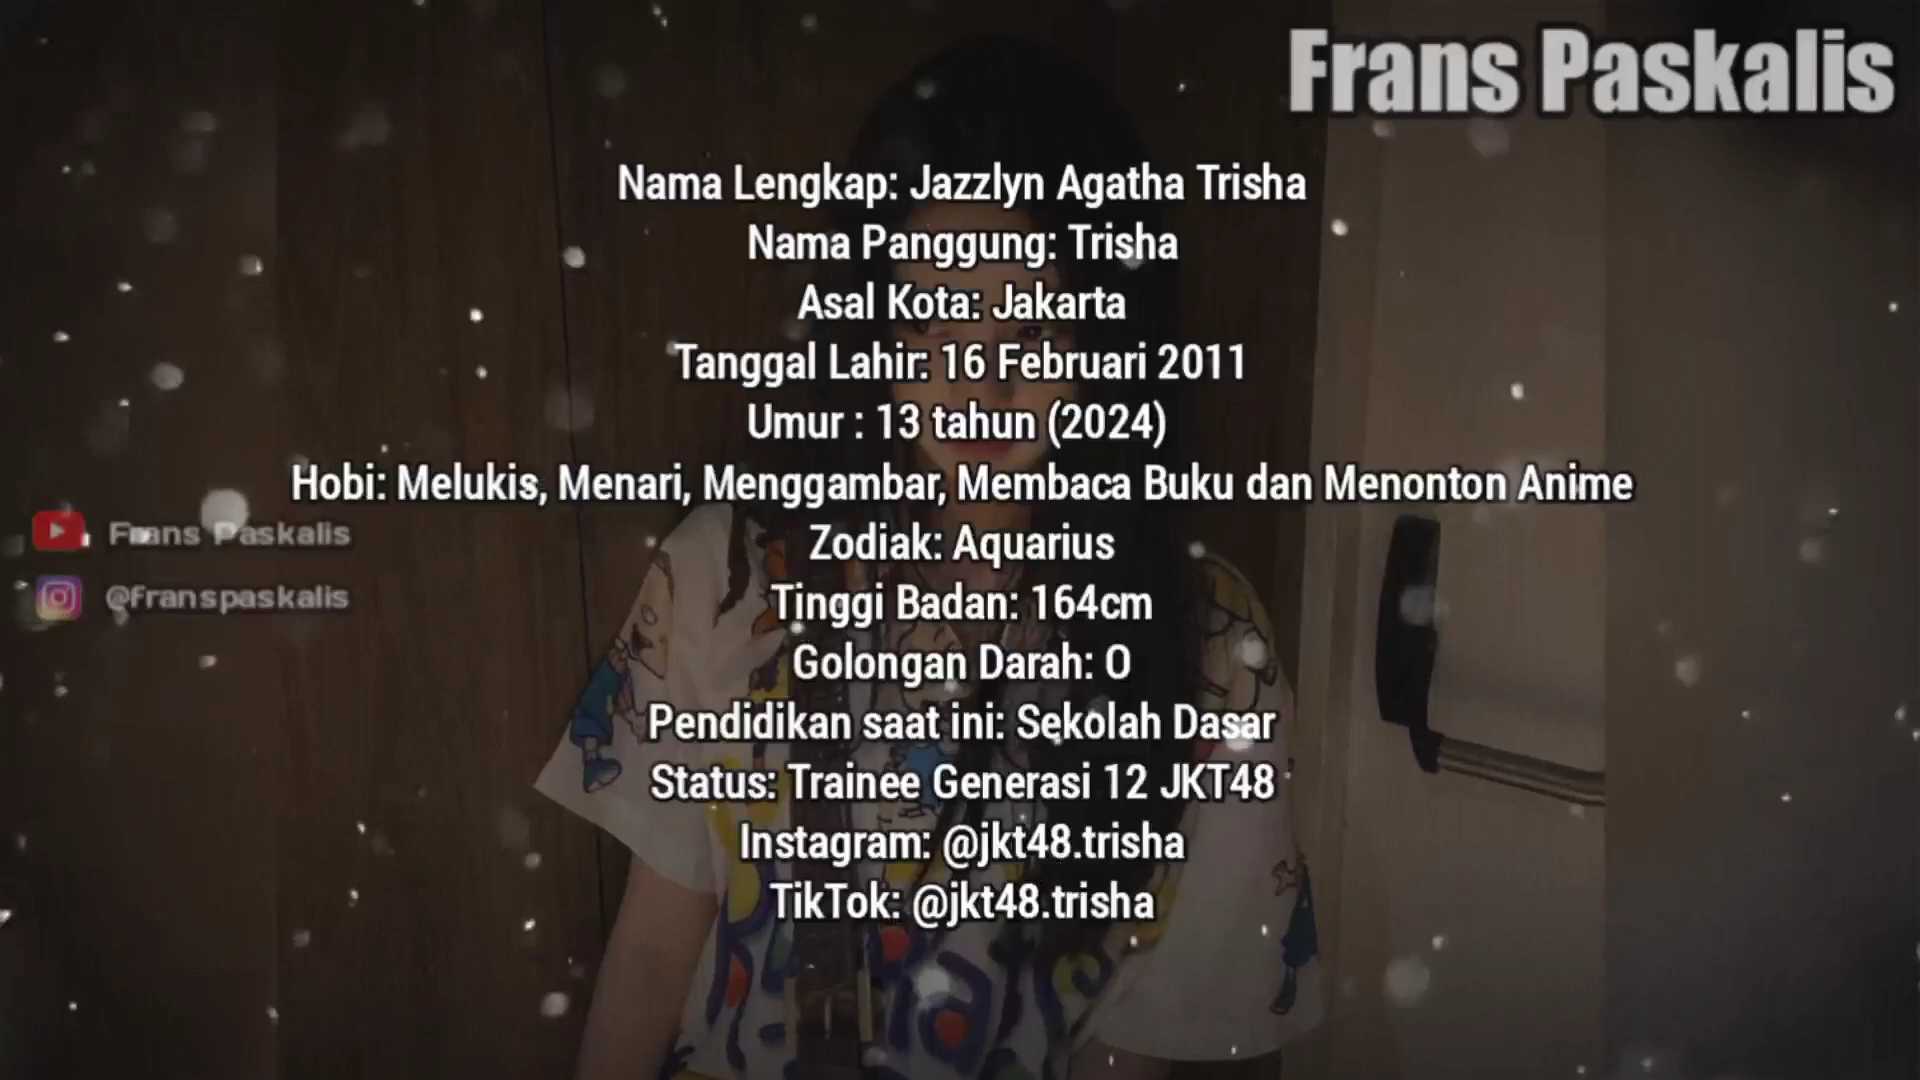 Frans Paskalis
Nama Lengkap: Jazzlyn Agatha Trisha
Nama Panggung: Trisha
Asal Kota: Jakarta
Tanggal Lahir: 16 Februari 2011
Umur : 13 tahun (2024)
Hobi: Melukis, Menari, Menggambar, Membaca Buku dan Menonton Anime
Frans Paskalis
Zodiak: Aquarius
@franspaskalis
Tinggi Badan: 164cm
Golongan Darah: O
Pendidikan saat ini: Sekolah Dasar
Status: Trainee Generasi 12 JKT48
Instagram: @jkt48.trisha
TikTok: @jkt48.trisha